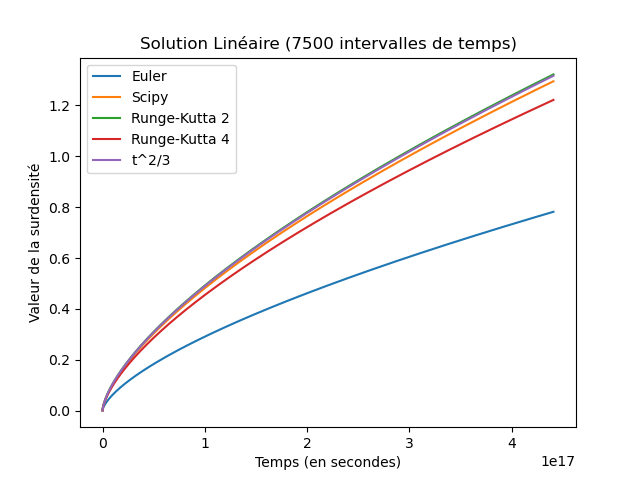 Solution Linéaire (7500 intervalles de temps)
Euler
Scipy
Runge-Kutta 2
Runge-Kutta 4
t^2/3
Valeur de la surdensité
1.2
1.0
0.8
0.6
0.4
0.2
0.0
0 1 2 3 4
Temps (en secondes)
1e17